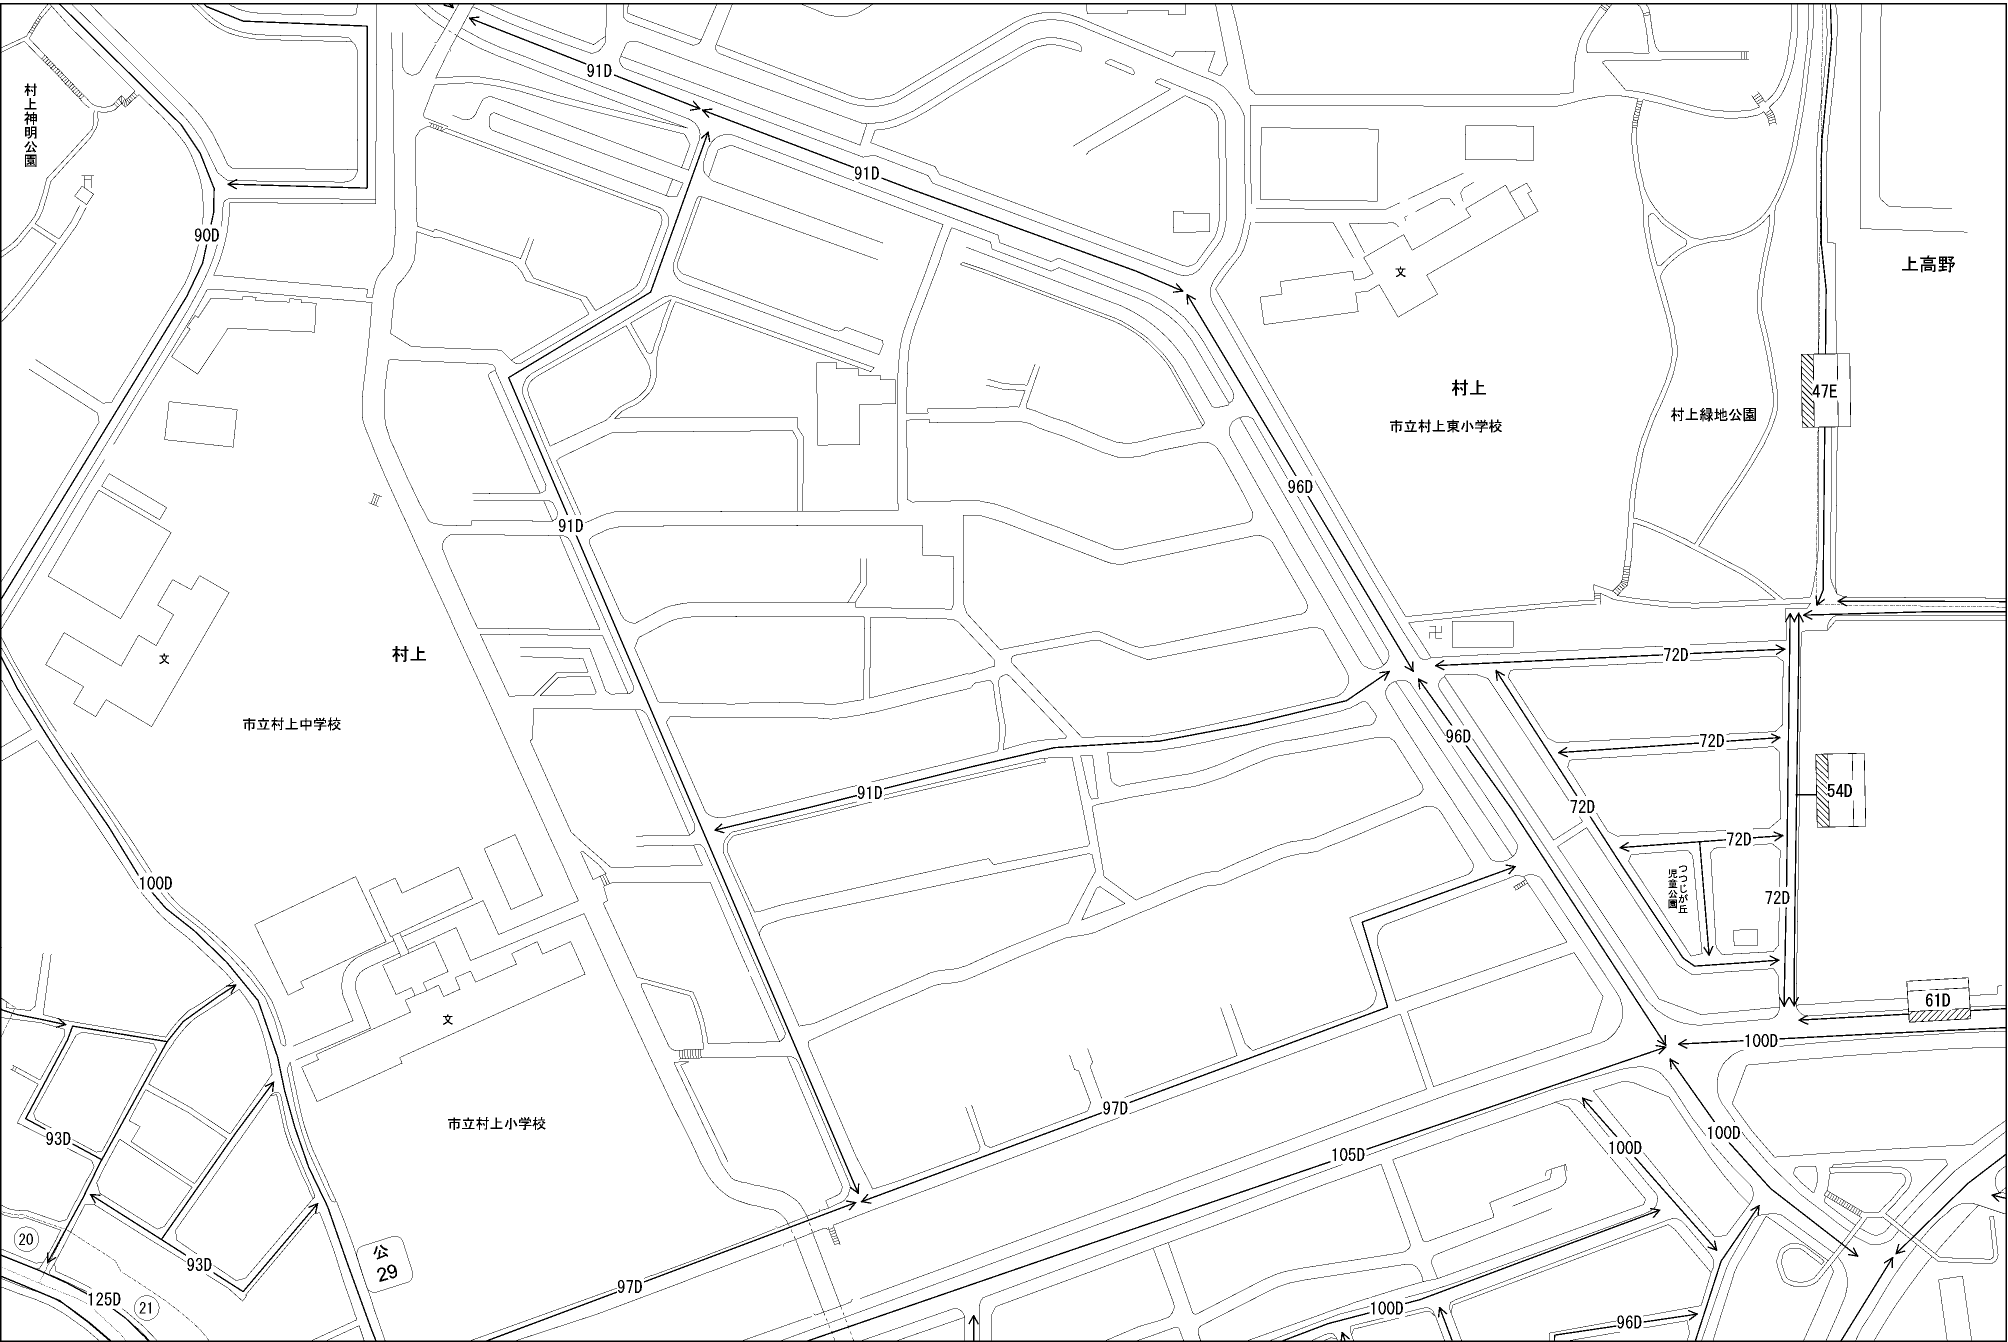 91D
村上神明公園
91D
90D
上高野
文
村上
47E
市立村上東小学校
村上緑地公園
96D
91D
村上
72D
文
市立村上中学校
96D
72D
91D
72D
54D
72D
100D
つつじが丘
児童公園
72D
61D
文
100D
97D
市立村上小学校
100D
93D
105D
100D
20
公
29
93D
97D
125D
21
100D
96D